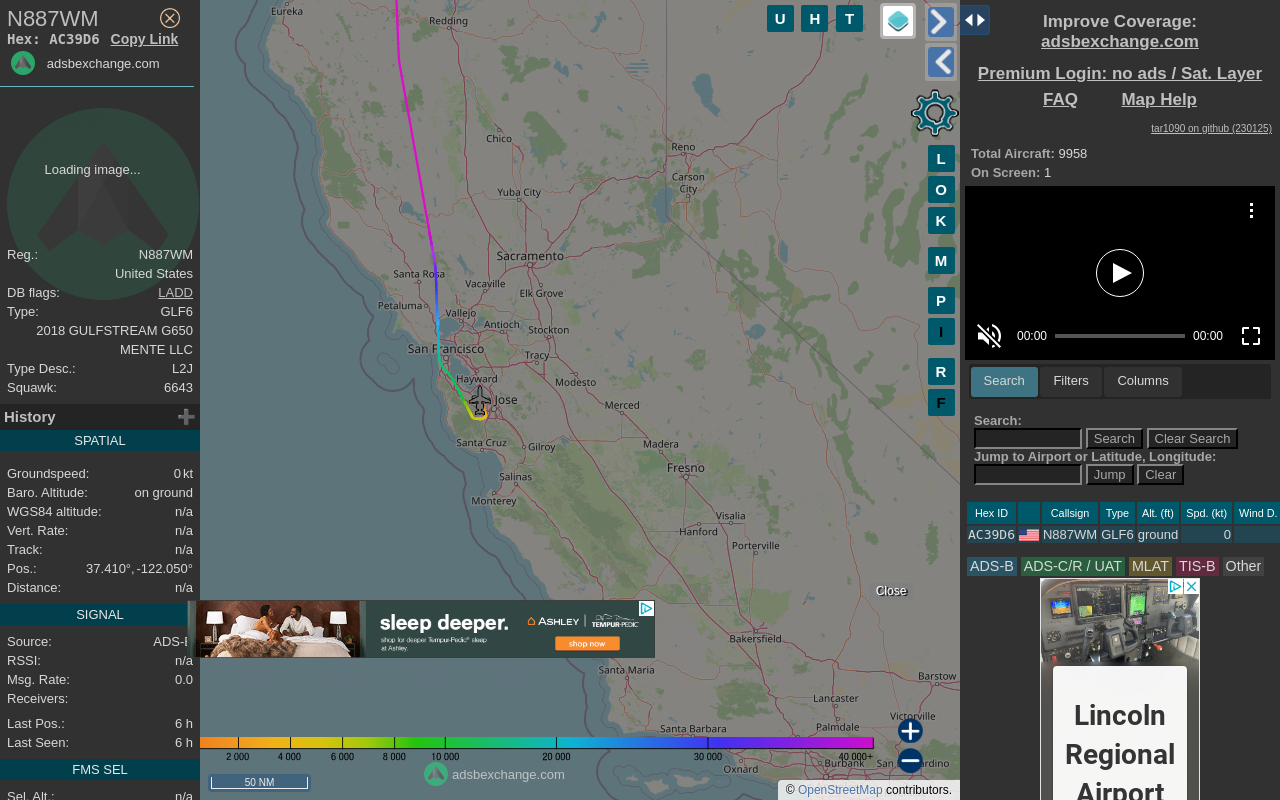 N887WM
Hex: AC39D6 Copy Link
adsbexchange.com
Loading image...
Reg.: N887WM
United States
DB flags: LADD
Type: GLF6
2018 GULFSTREAM G650
MENTE LLC
Type Desc.: L2J
Squawk: 6643
History
SPATIAL
Groundspeed: 0 kt
Baro. Altitude: on ground
WGS84 altitude: n/a
Vert. Rate: n/a
Track: n/a
Pos.: 37.410°, -122.050°
Distance: n/a
SIGNAL
Source: ADS-B
RSSI: n/a
Msg. Rate: 0.0
Receivers:
Last Pos.: 6 h
Last Seen: 6 h
FMS SEL
Sel. Alt.: n/a
Eureka
Redding
Chico
Reno
Carson
City
Yuba City
Sacramento
Santa Rosa
Vacaville
Elk Grove
Petaluma
Vallejo
Antioch
Stockton
San Francisco
Tracy
Hayward
Modesto
Jose
Merced
Santa Cruz
Gilroy
Madera
Fresno
Salinas
Monterey
Visalia
Hanford
Porterville
Bakersfield
Santa Maria
Barstow
Lancaster
Victorville
Palmdale
Santa Barbara
Oxnard
Burbank
U H T
L
O
K
M
P
I
R
F
Close
sleep deeper.
shop for deeper Tempur-Pedic® sleep
at Ashley.
ASHLEY TEMPUR-PEDIC
shop now
2 000 4 000 6 000 8 000 10 000 20 000 30 000 40 000+
50 NM
adsbexchange.com
© OpenStreetMap contributors.
Improve Coverage:
adsbexchange.com
Premium Login: no ads / Sat. Layer
FAQ Map Help
tar1090 on github (230125)
Total Aircraft: 9958
On Screen: 1
00:00 00:00
Search Filters Columns
Search:
Search Clear Search
Jump to Airport or Latitude, Longitude:
Jump Clear
Hex ID Callsign Type Alt. (ft) Spd. (kt) Wind D.
AC39D6 N887WM GLF6 ground 0
ADS-B ADS-C/R / UAT MLAT TIS-B Other
Lincoln
Regional
Airport